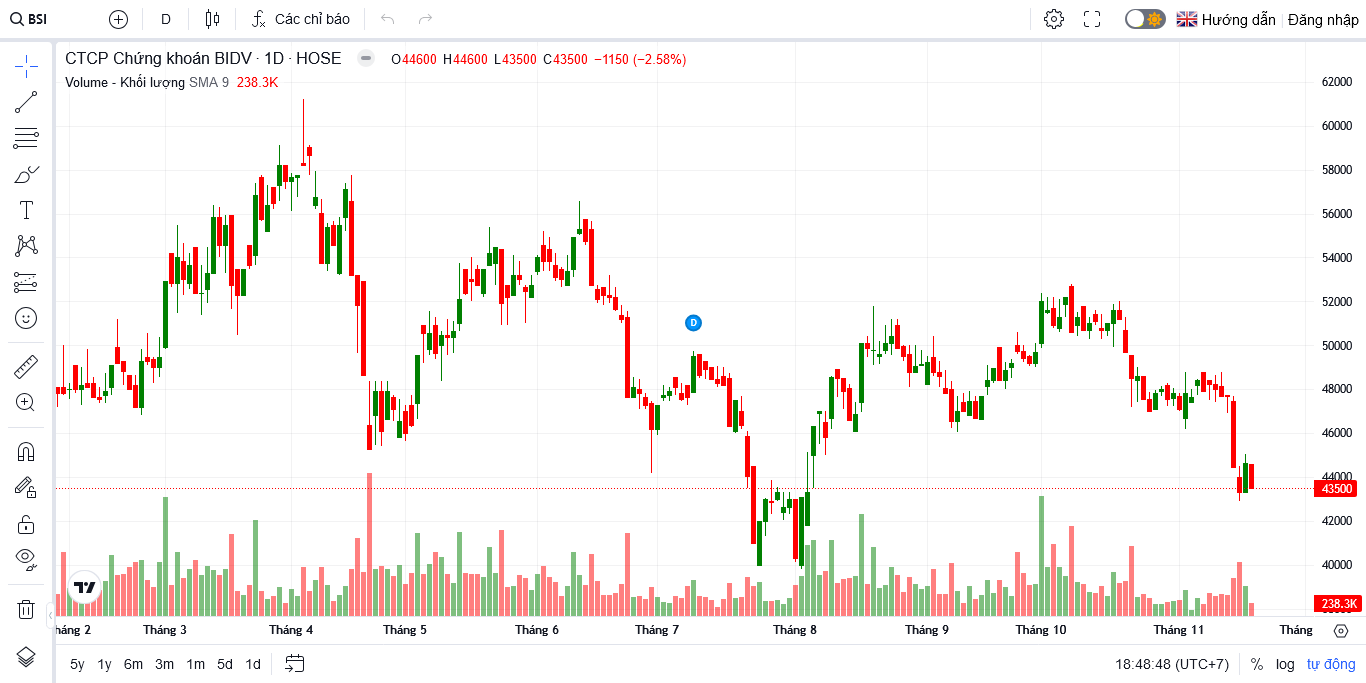 BSI D Các chỉ báo Hướng dẫn Đăng nhập
CTCP Chứng khoán BIDV · 1D · HOSE O44600 H44600 L43500 C43500 −1150 (−2.58%)
Volume - Khối lượng SMA 9 238.3K
62000
60000
58000
56000
54000
52000
D
50000
48000
46000
44000
43500
42000
40000
238.3K
háng 2 Tháng 3 Tháng 4 Tháng 5 Tháng 6 Tháng 7 Tháng 8 Tháng 9 Tháng 10 Tháng 11 Tháng
5y 1y 6m 3m 1m 5d 1d 18:48:48 (UTC+7) % log tự động